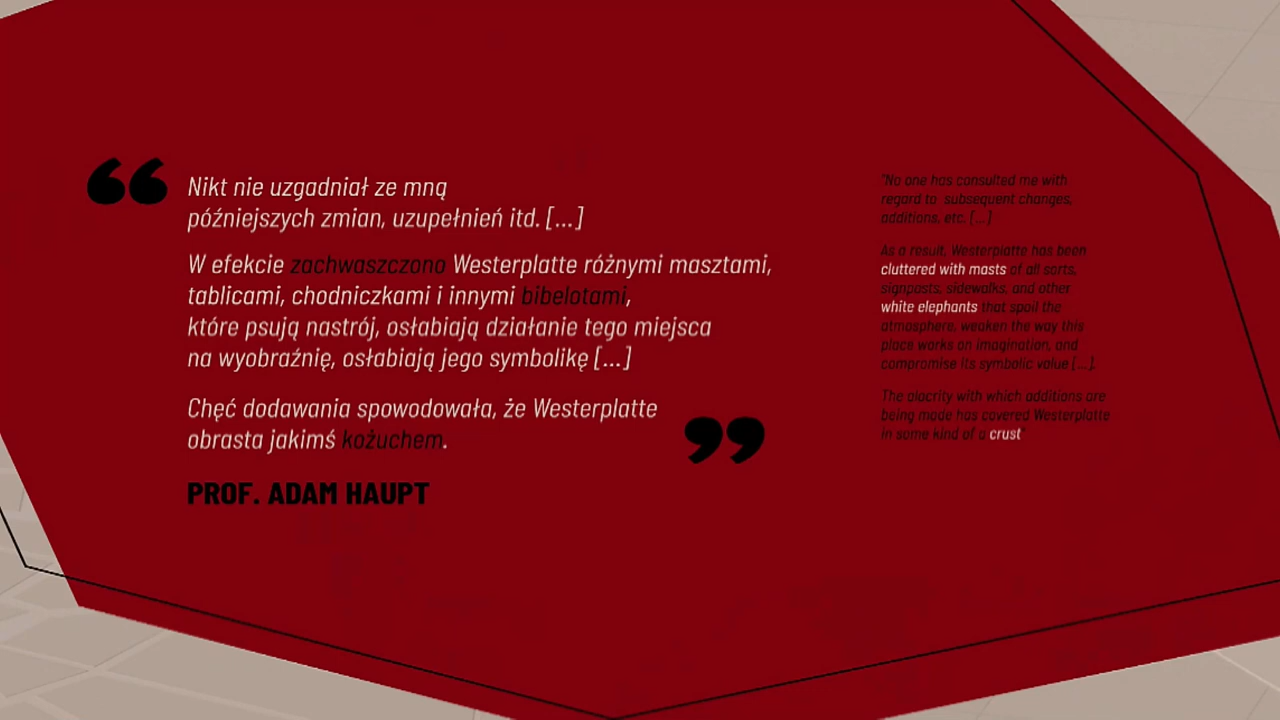 “
Nikt nie uzgadniał ze mną
późniejszych zmian, uzupełnień itd. [...]
W efekcie zachwaszczono Westerplatte różnymi masztami,
tablicami, chodniczkami i innymi bibelotami,
które psują nastrój, osłabiają działanie tego miejsca
na wyobraźnię, osłabiają jego symbolikę [...]
Chęć dodawania spowodowała, że Westerplatte
obrasta jakimś kożuchem.
”
PROF. ADAM HAUPT
"No one has consulted me with
regard to subsequent changes,
additions, etc. [...]
As a result, Westerplatte has been
cluttered with masts of all sorts,
signposts, sidewalks, and other
white elephants that spoil the
atmosphere, weaken the way this
place works on imagination, and
compromise its symbolic value [...].
The alacrity with which additions are
being made has covered Westerplatte
in some kind of a crust"